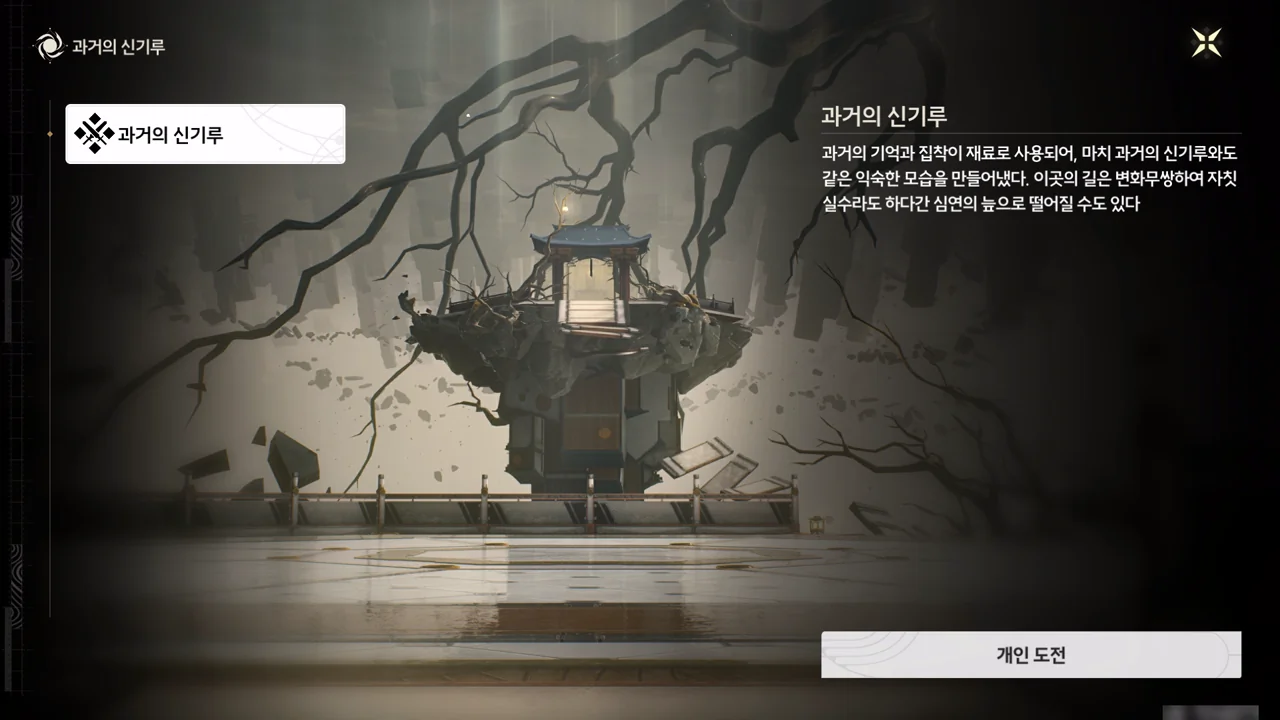 과거의 신기루
과거의 신기루
과거의 신기루
과거의 기억과 집착이 재료로 사용되어, 마치 과거의 신기루와도
같은 익숙한 모습을 만들어냈다. 이곳의 길은 변화무쌍하여 자칫
실수라도 하다간 심연의 늪으로 떨어질 수도 있다
개인 도전